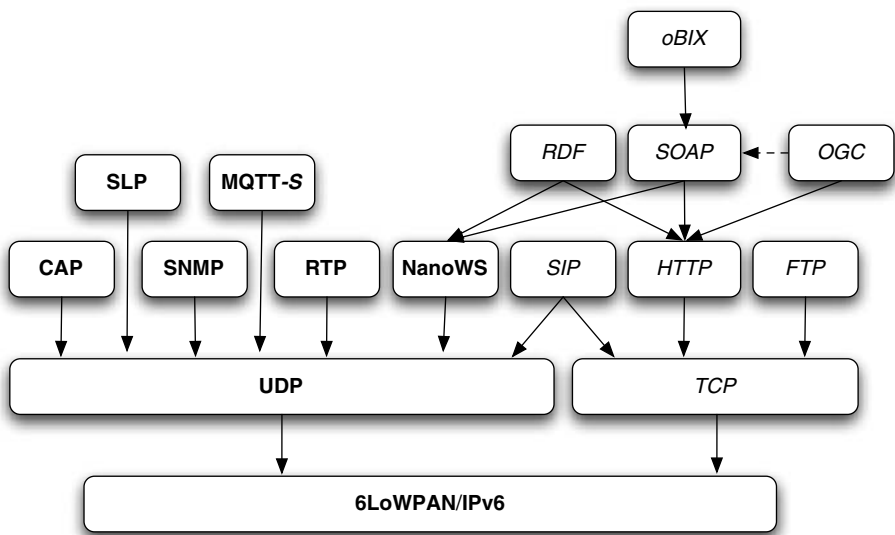 oBIX
RDF
SOAP
OGC
SLP
MQTT-S
CAP
SNMP
RTP
NanoWS
SIP
HTTP
FTP
UDP
TCP
6LoWPAN/IPv6